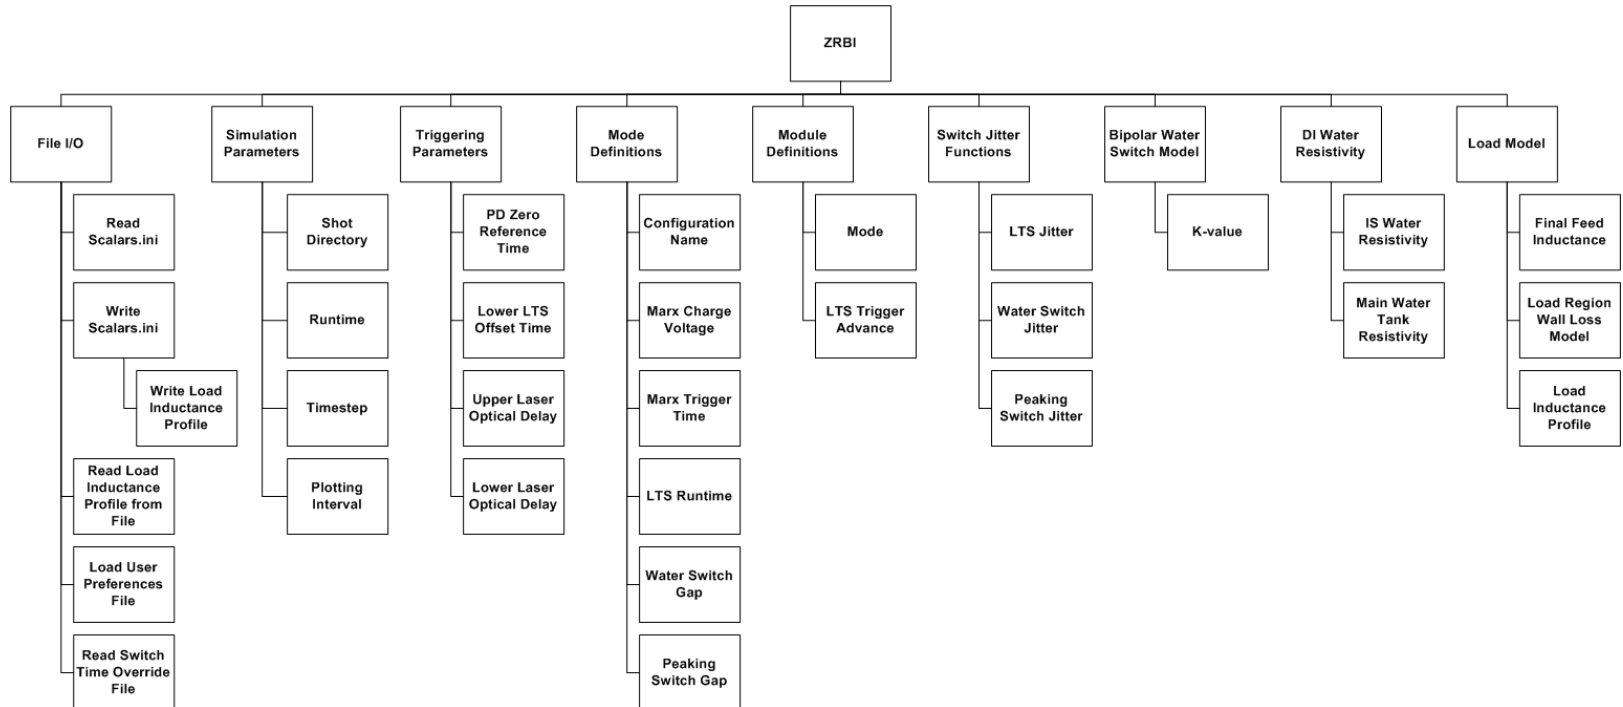 ZRBI
File I/O
Simulation
Parameters
Triggering
Parameters
Mode
Definitions
Module
Definitions
Switch Jitter
Functions
Bipolar Water
Switch Model
DI Water
Resistivity
Load Model
Read
Scalars.ini
Write
Scalars.ini
Write Load
Inductance
Profile
Read Load
Inductance
Profile from
File
Load User
Preferences
File
Read Switch
Time Override
File
Shot
Directory
Runtime
Timestep
Plotting
Interval
PD Zero
Reference
Time
Lower LTS
Offset Time
Upper Laser
Optical Delay
Lower Laser
Optical Delay
Configuration
Name
Marx Charge
Voltage
Marx Trigger
Time
LTS Runtime
Water Switch
Gap
Peaking
Switch Gap
Mode
LTS Trigger
Advance
LTS Jitter
Water Switch
Jitter
Peaking
Switch Jitter
K-value
IS Water
Resistivity
Main Water
Tank
Resistivity
Final Feed
Inductance
Load Region
Wall Loss
Model
Load
Inductance
Profile